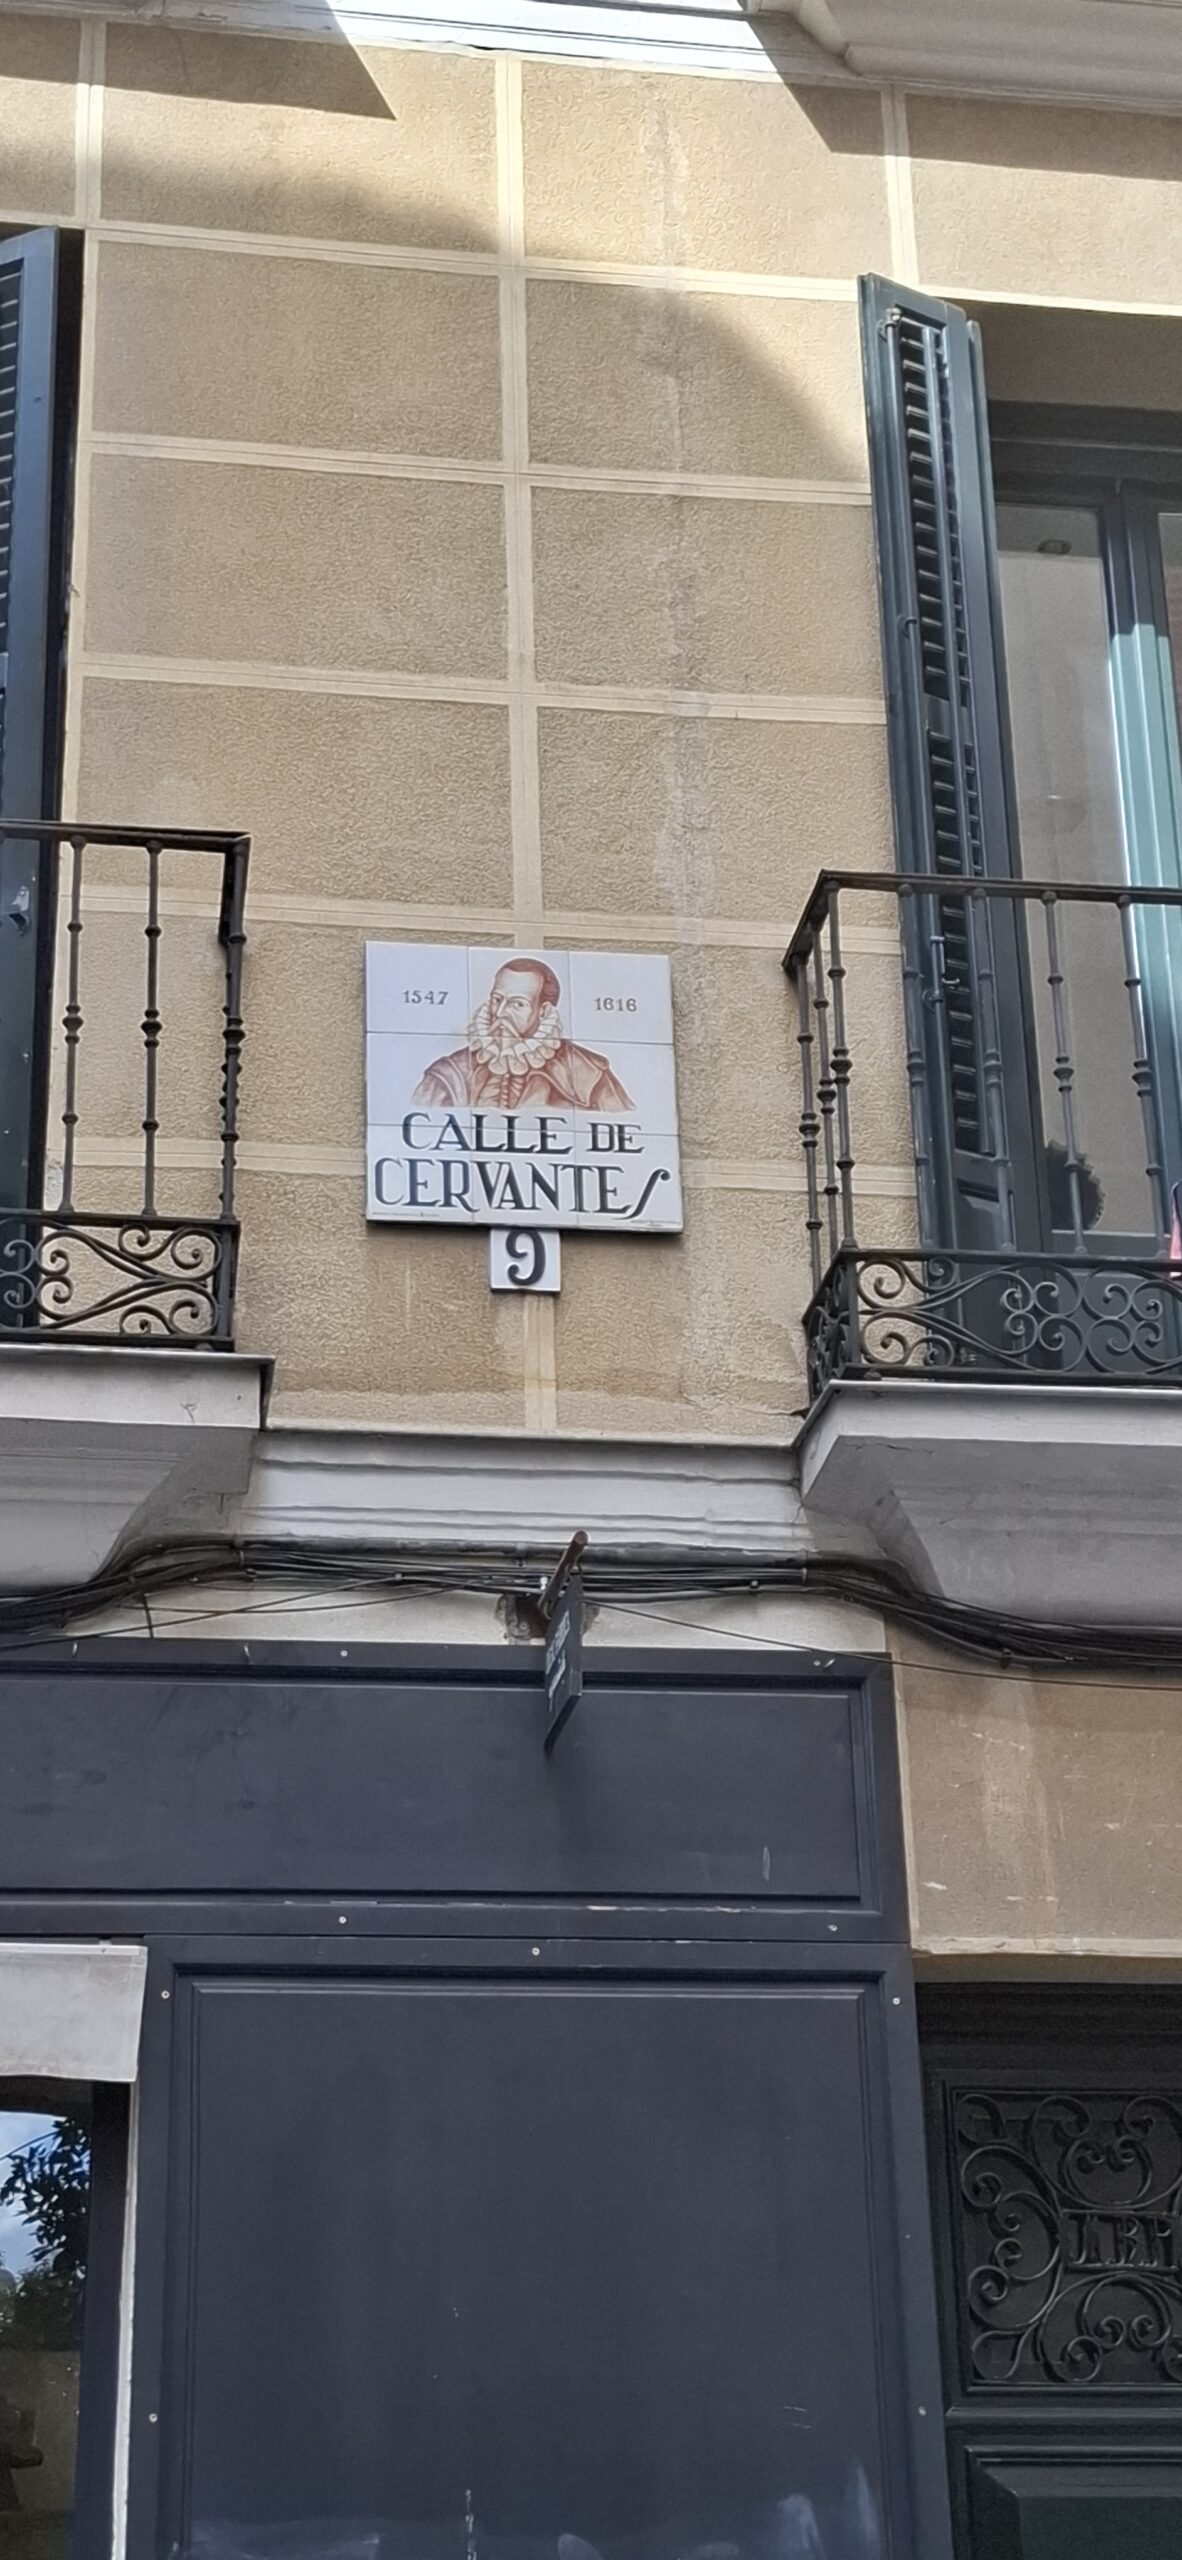 1547 1616
CALLE DE
CERVANTES
9